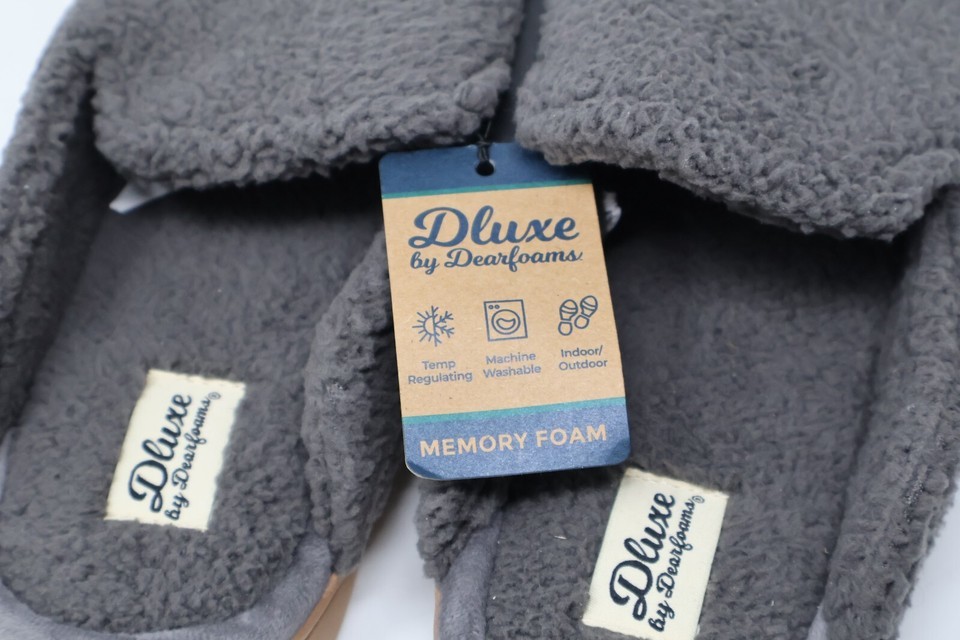 Dluxe
by Dearfoams
Temp
Regulating
Machine
Washable
Indoor/
Outdoor
MEMORY FOAM
Dluxe
by Dearfoams®
Dluxe
by Dearfoams®